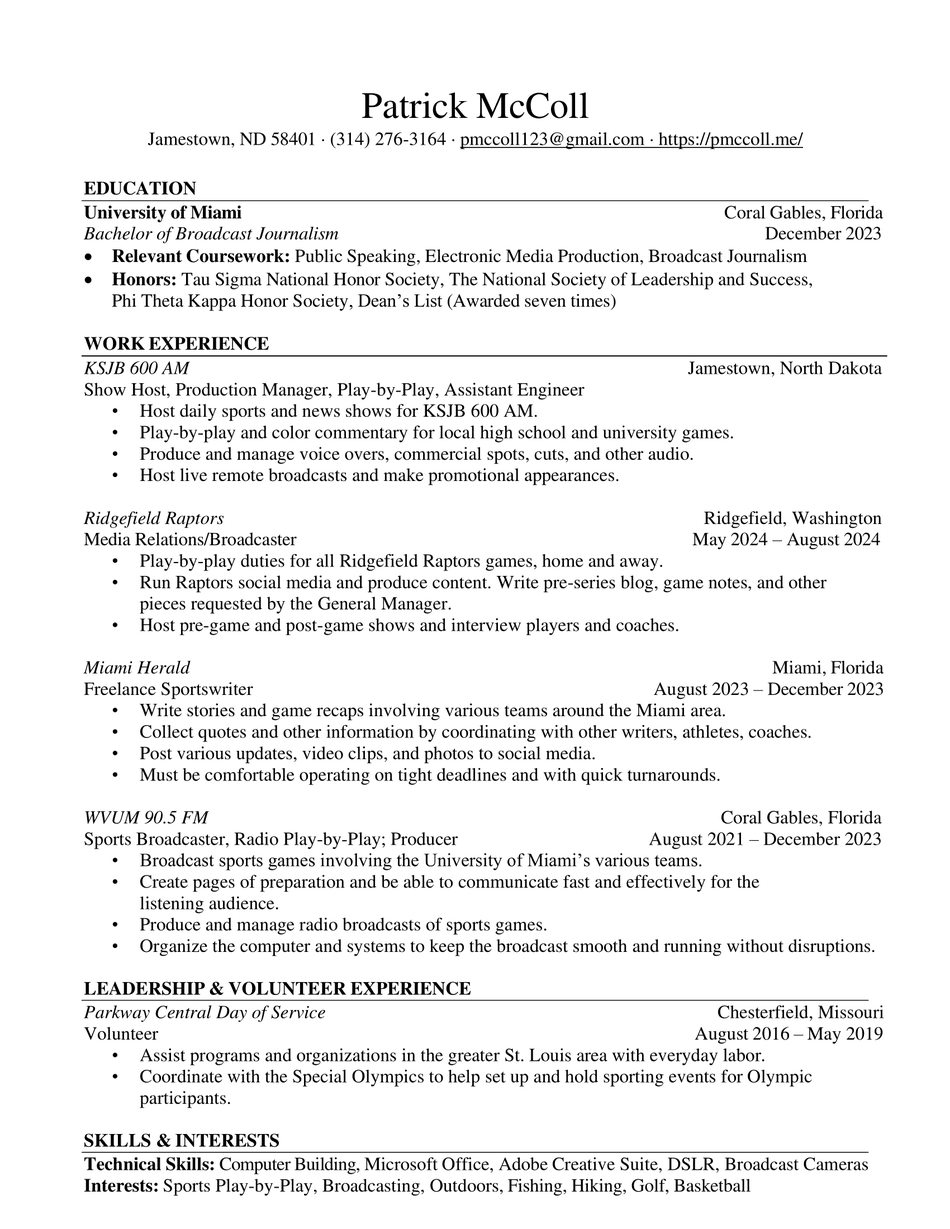 Patrick McColl
Jamestown, ND 58401 · (314) 276-3164 · pmccoll123@gmail.com · https://pmccoll.me/
EDUCATION
University of Miami Coral Gables, Florida
Bachelor of Broadcast Journalism December 2023
• Relevant Coursework: Public Speaking, Electronic Media Production, Broadcast Journalism
• Honors: Tau Sigma National Honor Society, The National Society of Leadership and Success,
Phi Theta Kappa Honor Society, Dean’s List (Awarded seven times)
WORK EXPERIENCE
KSJB 600 AM Jamestown, North Dakota
Show Host, Production Manager, Play-by-Play, Assistant Engineer
• Host daily sports and news shows for KSJB 600 AM.
• Play-by-play and color commentary for local high school and university games.
• Produce and manage voice overs, commercial spots, cuts, and other audio.
• Host live remote broadcasts and make promotional appearances.
Ridgefield Raptors Ridgefield, Washington
Media Relations/Broadcaster May 2024 – August 2024
• Play-by-play duties for all Ridgefield Raptors games, home and away.
• Run Raptors social media and produce content. Write pre-series blog, game notes, and other
pieces requested by the General Manager.
• Host pre-game and post-game shows and interview players and coaches.
Miami Herald Miami, Florida
Freelance Sportswriter August 2023 – December 2023
• Write stories and game recaps involving various teams around the Miami area.
• Collect quotes and other information by coordinating with other writers, athletes, coaches.
• Post various updates, video clips, and photos to social media.
• Must be comfortable operating on tight deadlines and with quick turnarounds.
WVUM 90.5 FM Coral Gables, Florida
Sports Broadcaster, Radio Play-by-Play; Producer August 2021 – December 2023
• Broadcast sports games involving the University of Miami’s various teams.
• Create pages of preparation and be able to communicate fast and effectively for the
listening audience.
• Produce and manage radio broadcasts of sports games.
• Organize the computer and systems to keep the broadcast smooth and running without disruptions.
LEADERSHIP & VOLUNTEER EXPERIENCE
Parkway Central Day of Service Chesterfield, Missouri
Volunteer August 2016 – May 2019
• Assist programs and organizations in the greater St. Louis area with everyday labor.
• Coordinate with the Special Olympics to help set up and hold sporting events for Olympic
participants.
SKILLS & INTERESTS
Technical Skills: Computer Building, Microsoft Office, Adobe Creative Suite, DSLR, Broadcast Cameras
Interests: Sports Play-by-Play, Broadcasting, Outdoors, Fishing, Hiking, Golf, Basketball